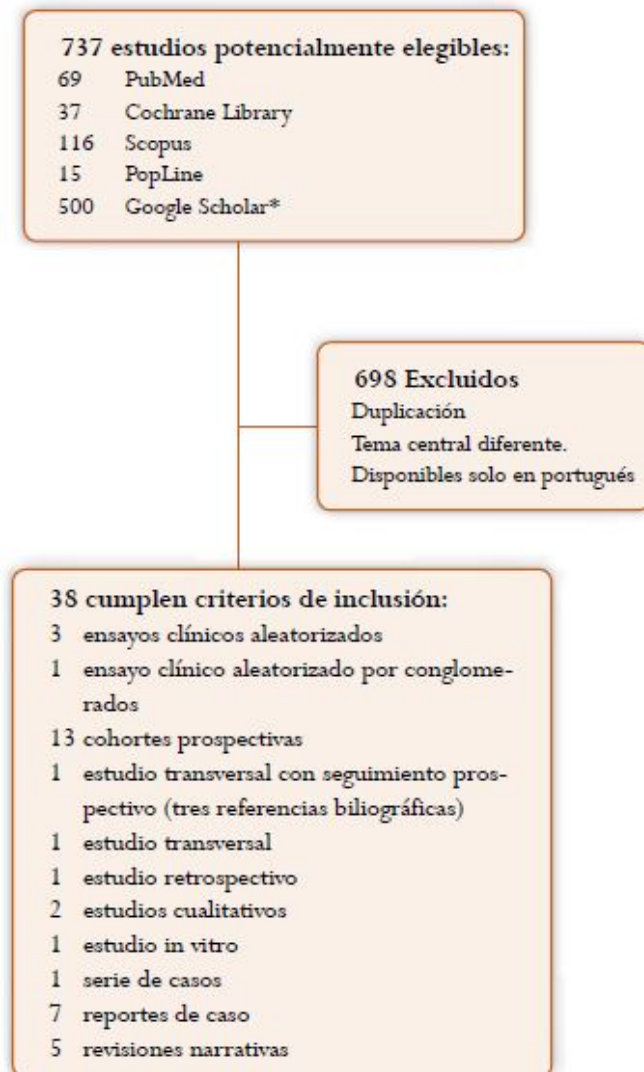 737 estudios potencialmente elegibles:
69 PubMed
37 Cochrane Library
116 Scopus
15 PopLine
500 Google Scholar*
698 Excluidos
Duplicación
Tema central diferente.
Disponibles solo en portugués
38 cumplen criterios de inclusión:
3 ensayos clínicos aleatorizados
1 ensayo clínico aleatorizado por conglome-
rados
13 cohortes prospectivas
1 estudio transversal con seguimiento pros-
pectivo (tres referencias biliográficas)
1 estudio transversal
1 estudio retrospectivo
2 estudios cualitativos
1 estudio in vitro
1 serie de casos
7 reportes de caso
5 revisiones narrativas